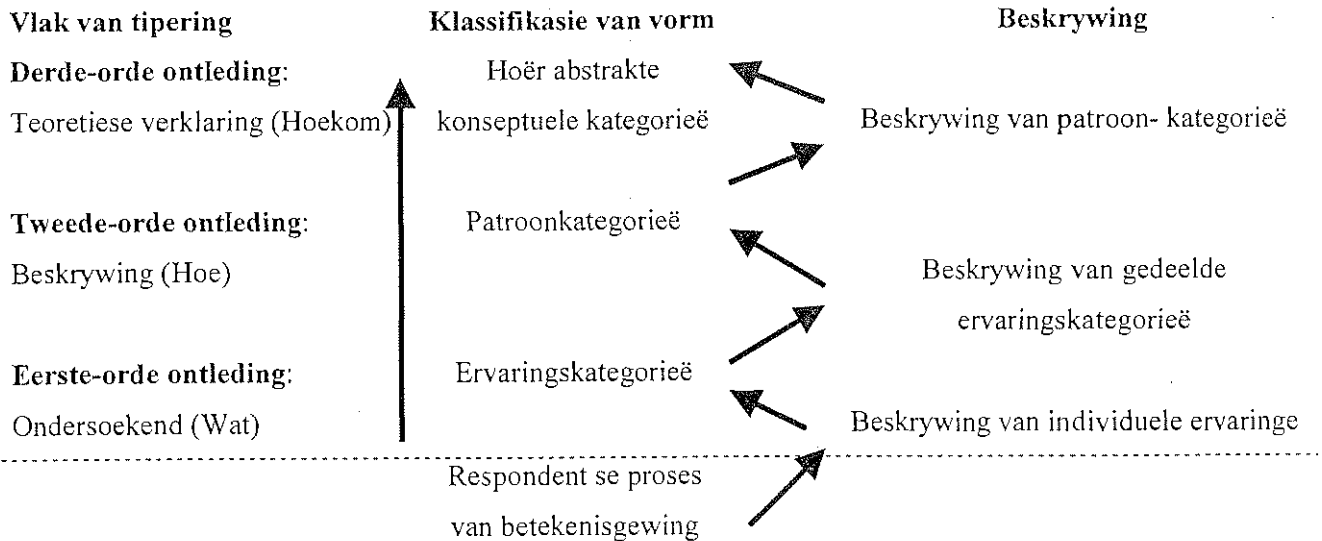 Vlak van tipering Klassifikasie van vorm Beskrywing
Derde-orde ontleding: Hoër abstrakte
Teoretiese verklaring (Hoekom) konseptuele kategorieë Beskrywing van patroon- kategorieë
Tweede-orde ontleding: Patroonkategorieë
Beskrywing (Hoe) Beskrywing van gedeelde
ervaringskategorieë
Eerste-orde ontleding: Ervaringskategorieë
Ondersoekend (Wat) Beskrywing van individuele ervaringe
Respondent se proses
van betekenisgewing